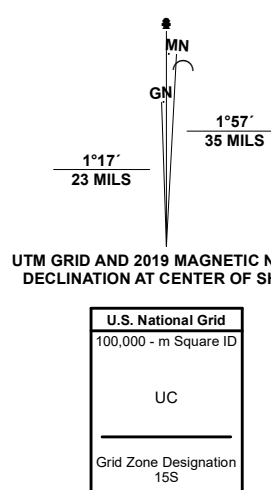 MN
GN
1°57´
35 MILS
1°17´
23 MILS
UTM GRID AND 2019 MAGNETIC
DECLINATION AT CENTER OF
U.S. National Grid
100,000 - m Square ID
UC
Grid Zone Designation
15S